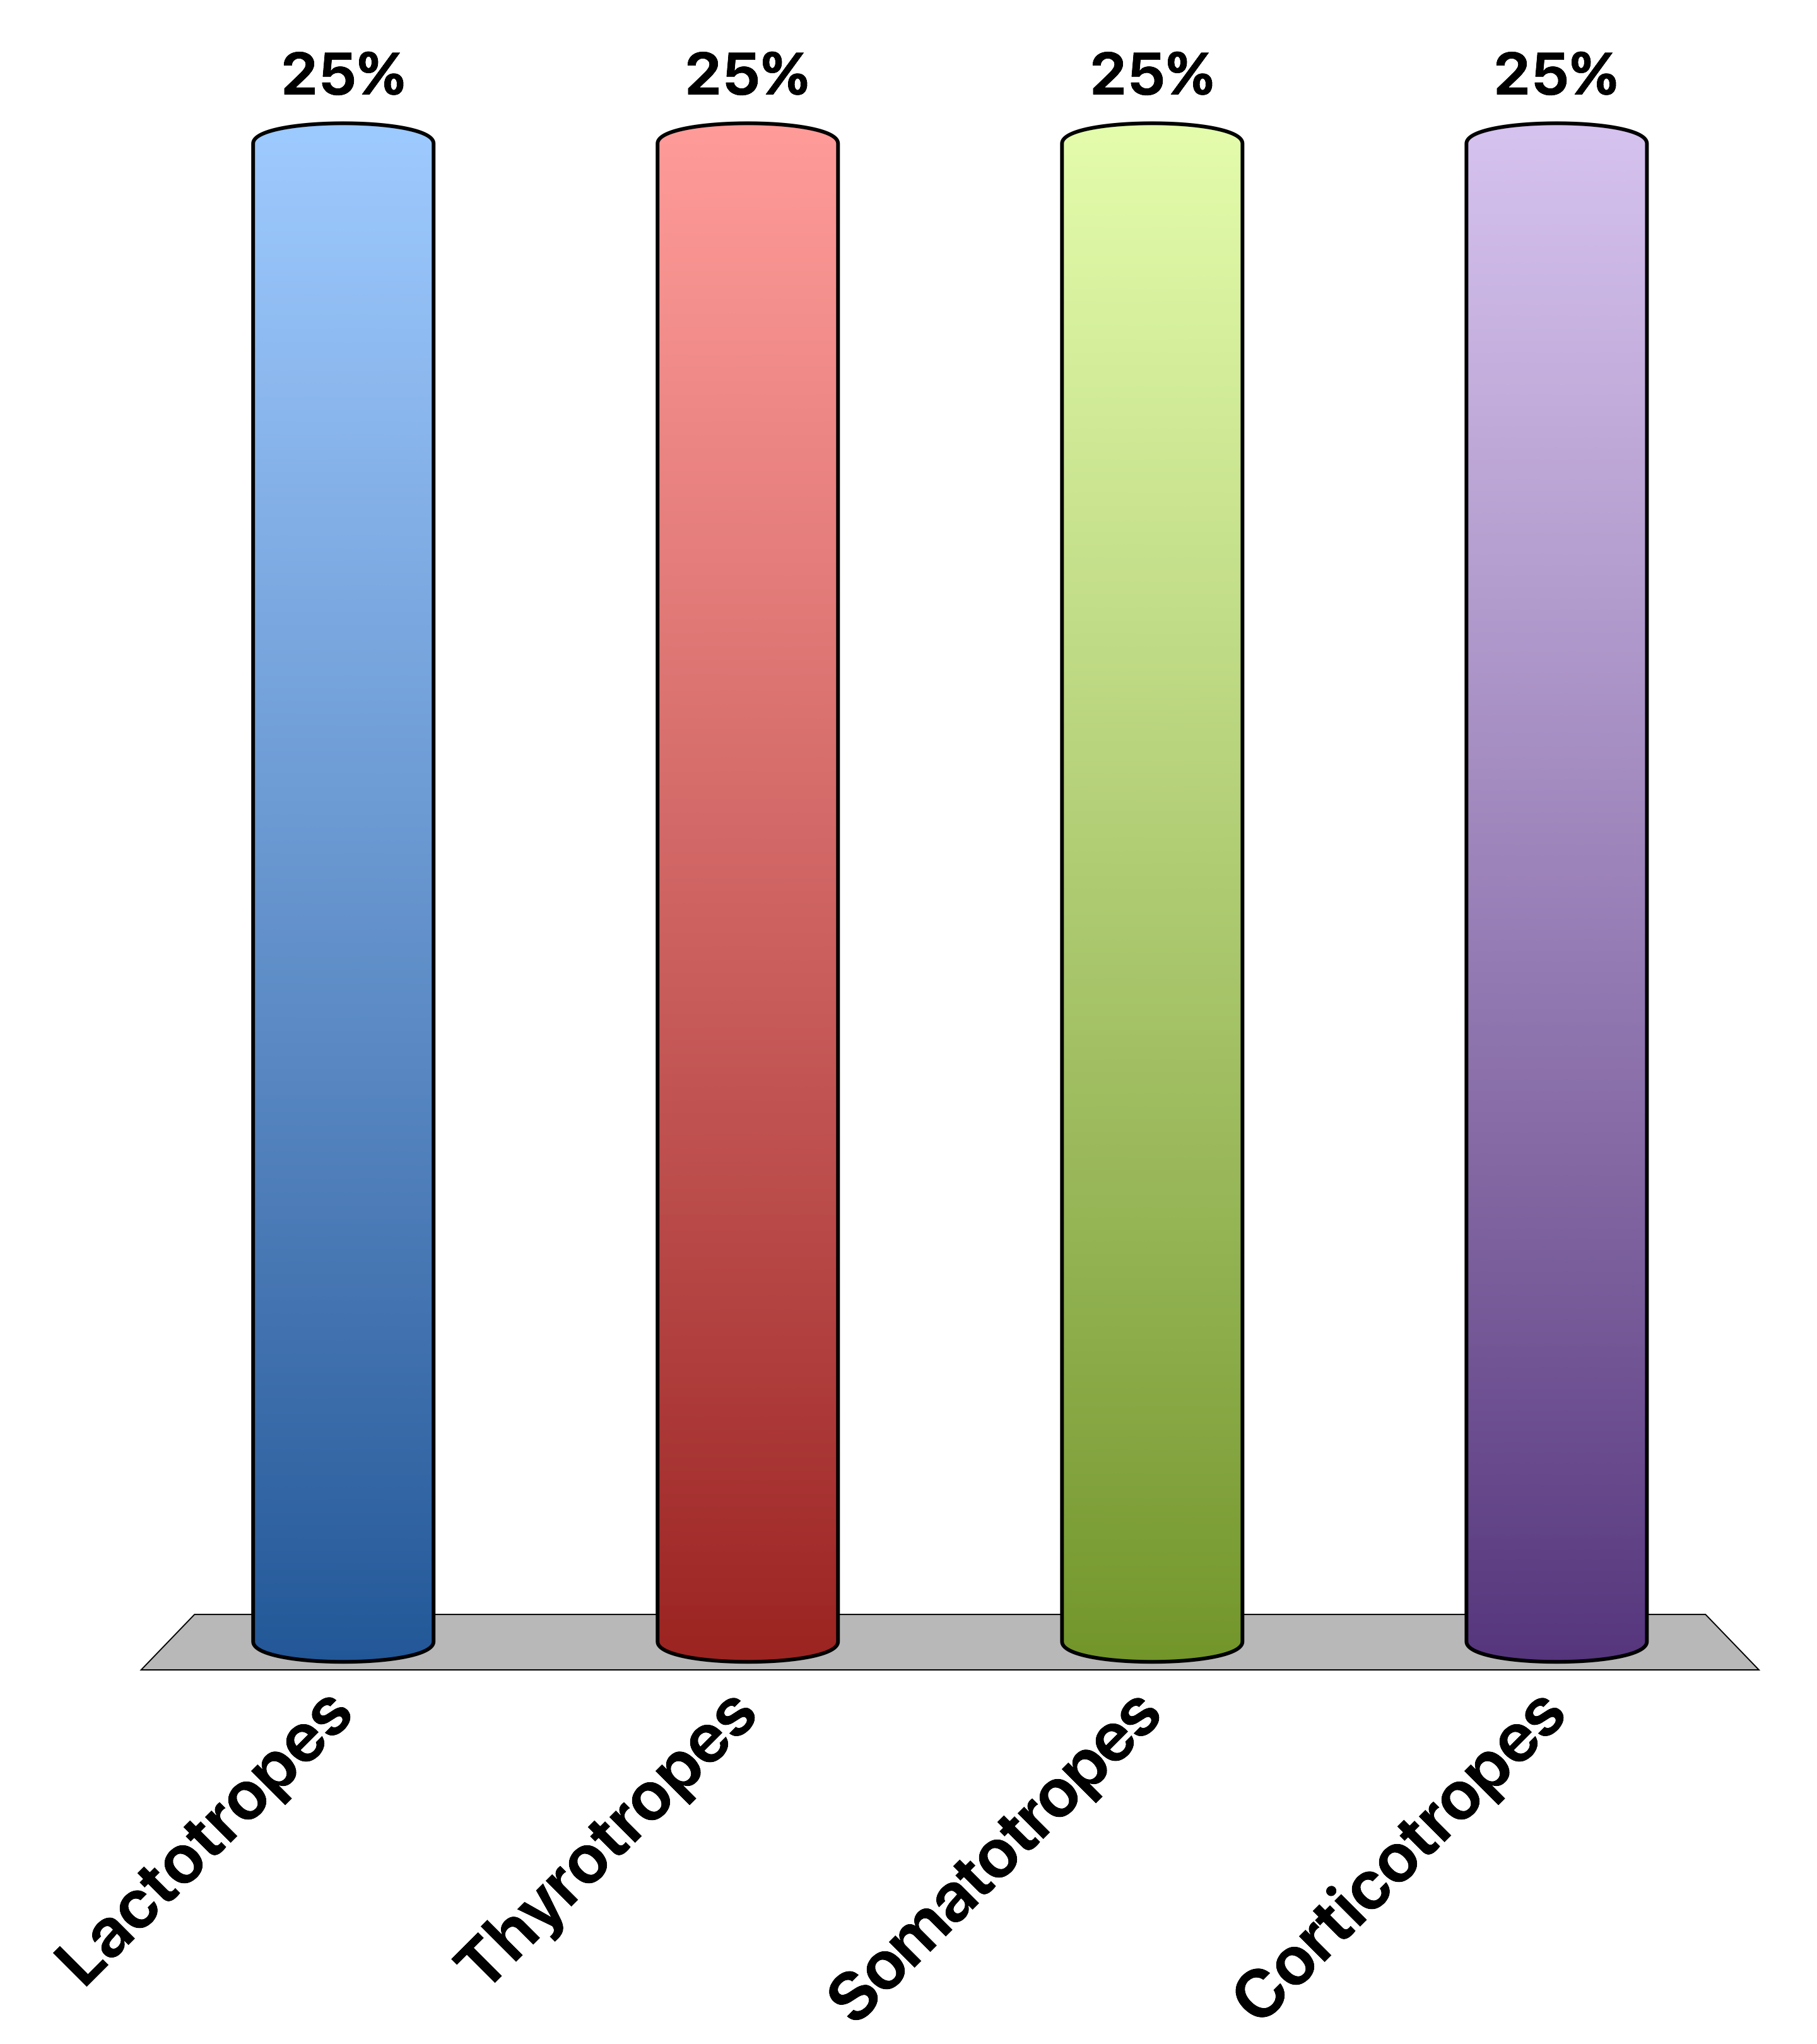 25% 25% 25% 25%
Lactotropes
Thyrotropes
Somatotropes
Corticotropes